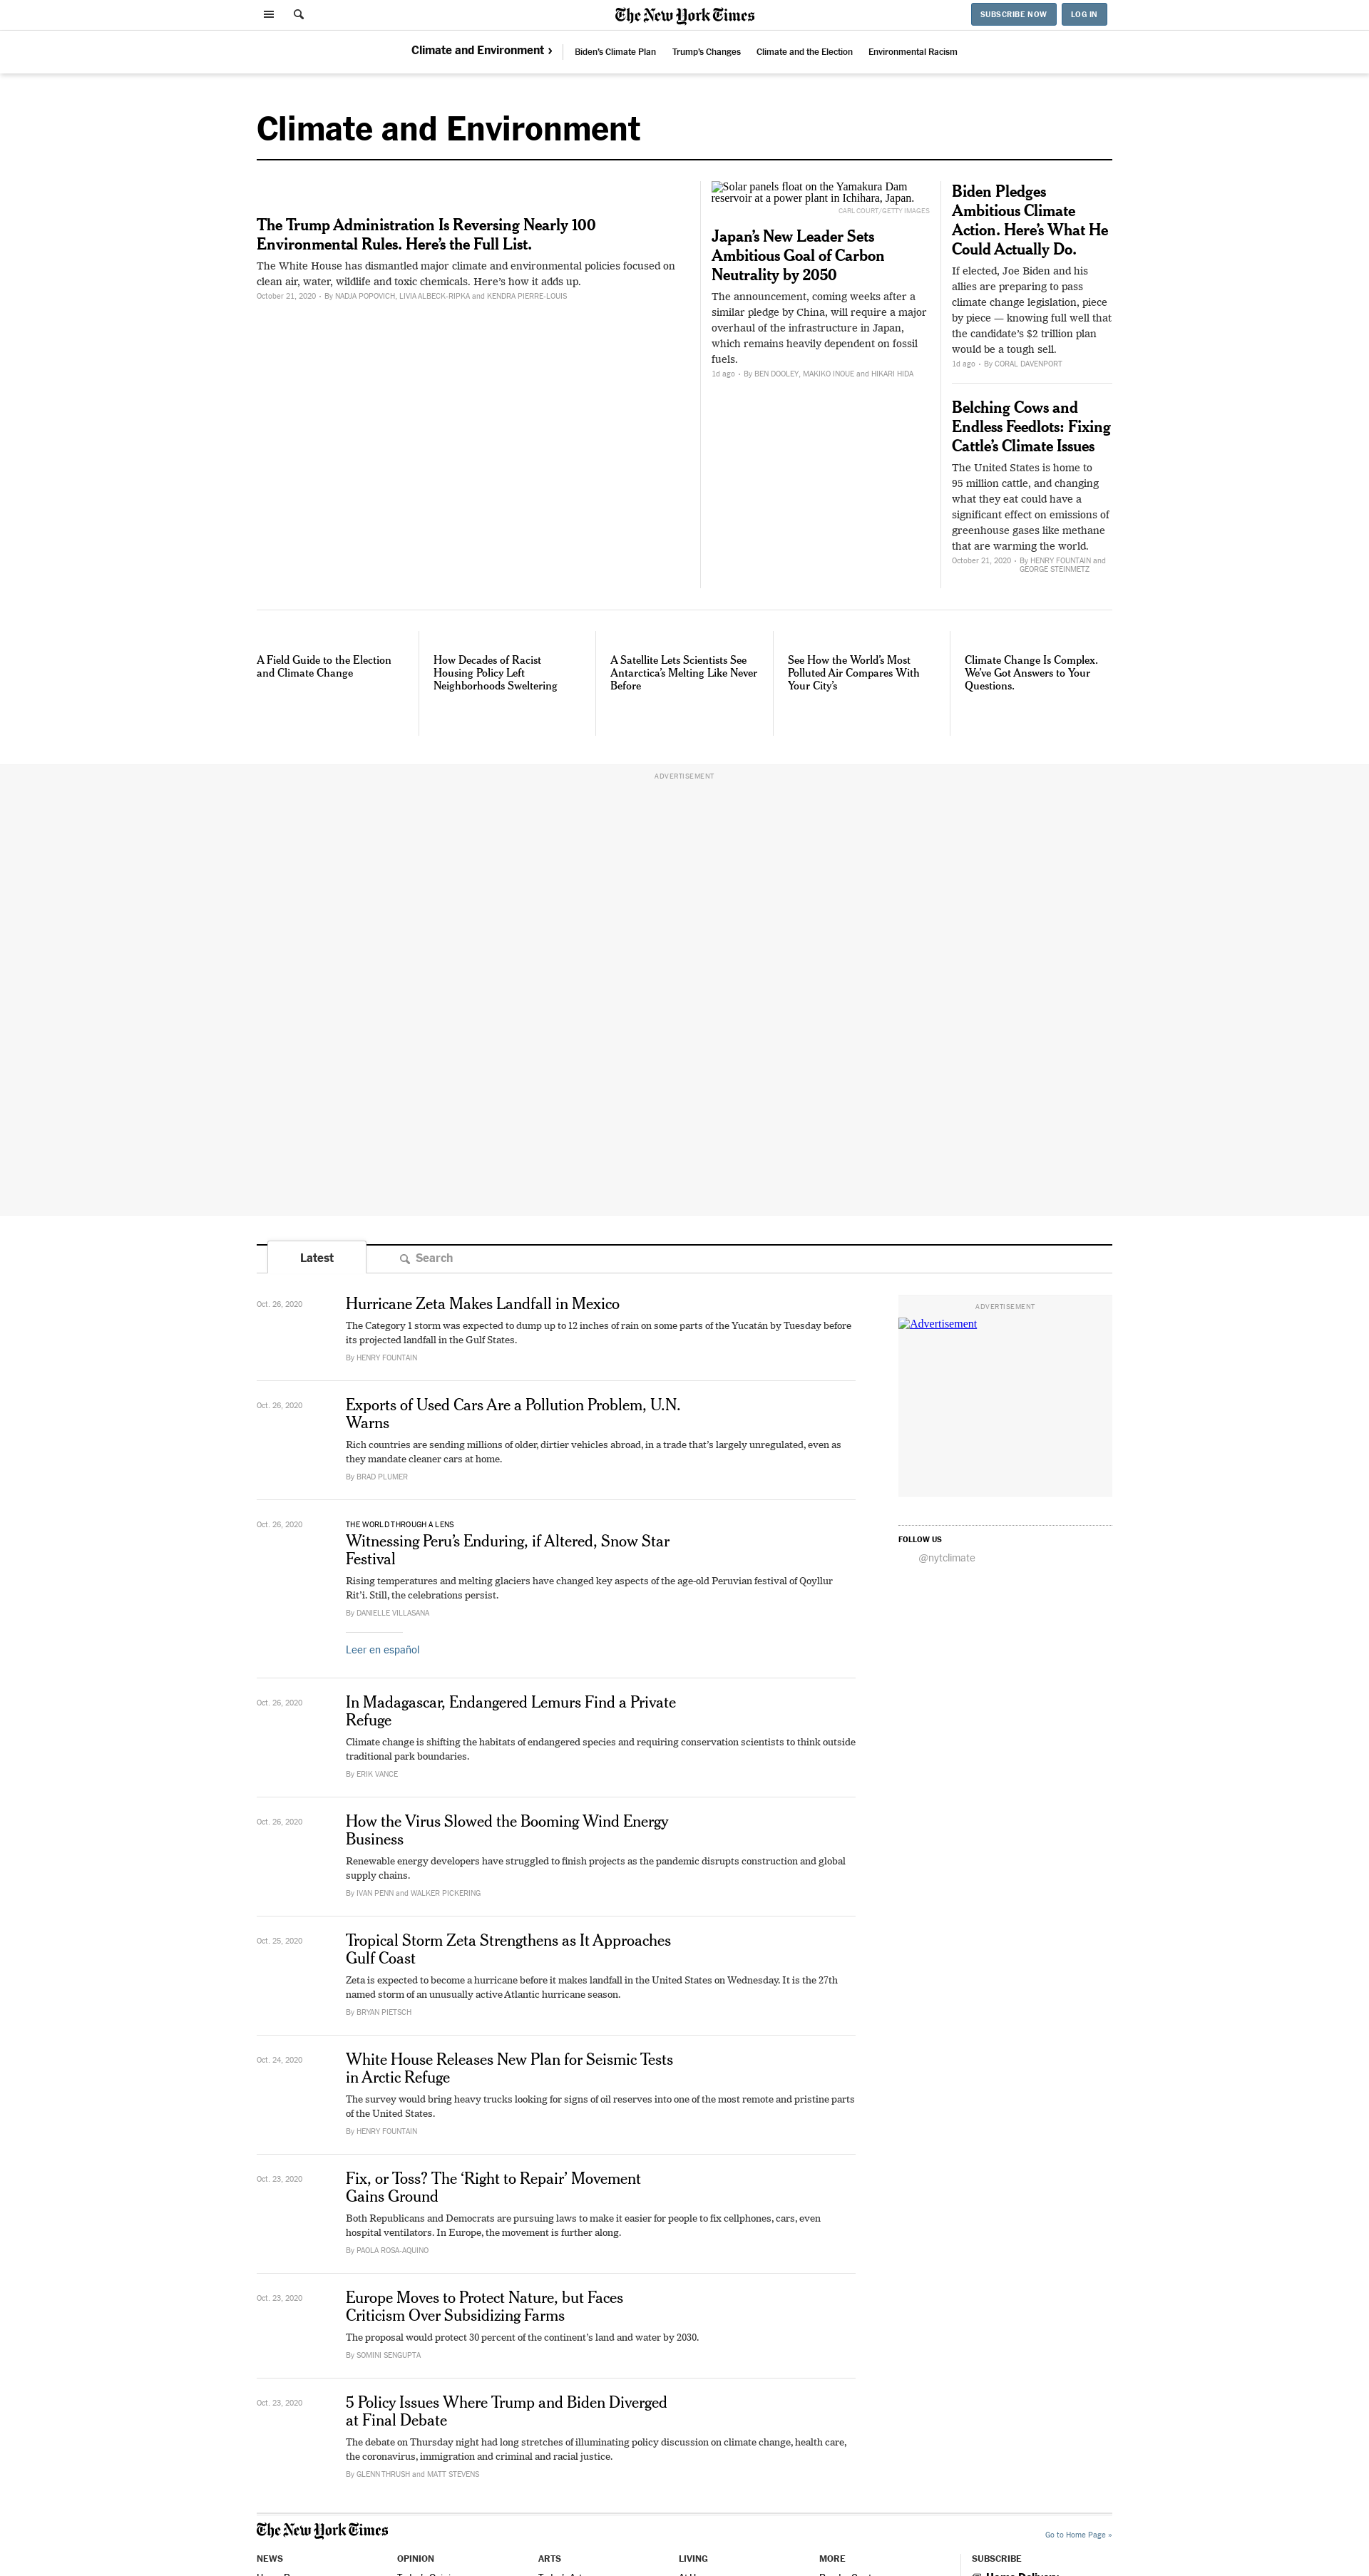 The New York Times
SUBSCRIBE NOW
LOG IN
Climate and Environment ›
Biden's Climate Plan
Trump's Changes
Climate and the Election
Environmental Racism
Climate and Environment
The Trump Administration Is Reversing Nearly 100
Environmental Rules. Here's the Full List.
The White House has dismantled major climate and environmental policies focused on
clean air, water, wildlife and toxic chemicals. Here's how it adds up.
October 21, 2020 • By NADJA POPOVICH, LIVIA ALBECK-RIPKA and KENDRA PIERRE-LOUIS
Solar panels float on the Yamakura Dam
reservoir at a power plant in Ichihara, Japan.
CARL COURT/GETTY IMAGES
Japan's New Leader Sets
Ambitious Goal of Carbon
Neutrality by 2050
The announcement, coming weeks after a
similar pledge by China, will require a major
overhaul of the infrastructure in Japan,
which remains heavily dependent on fossil
fuels.
1d ago • By BEN DOOLEY, MAKIKO INOUE and HIKARI HIDA
Biden Pledges
Ambitious Climate
Action. Here's What He
Could Actually Do.
If elected, Joe Biden and his
allies are preparing to pass
climate change legislation, piece
by piece — knowing full well that
the candidate's $2 trillion plan
would be a tough sell.
1d ago • By CORAL DAVENPORT
Belching Cows and
Endless Feedlots: Fixing
Cattle's Climate Issues
The United States is home to
95 million cattle, and changing
what they eat could have a
significant effect on emissions of
greenhouse gases like methane
that are warming the world.
October 21, 2020 • By HENRY FOUNTAIN and
GEORGE STEINMETZ
A Field Guide to the Election
and Climate Change
How Decades of Racist
Housing Policy Left
Neighborhoods Sweltering
A Satellite Lets Scientists See
Antarctica's Melting Like Never
Before
See How the World's Most
Polluted Air Compares With
Your City's
Climate Change Is Complex.
We've Got Answers to Your
Questions.
ADVERTISEMENT
Latest
Search
Oct. 26, 2020
Hurricane Zeta Makes Landfall in Mexico
The Category 1 storm was expected to dump up to 12 inches of rain on some parts of the Yucatán by Tuesday before
its projected landfall in the Gulf States.
By HENRY FOUNTAIN
ADVERTISEMENT
Advertisement
Oct. 26, 2020
Exports of Used Cars Are a Pollution Problem, U.N.
Warns
Rich countries are sending millions of older, dirtier vehicles abroad, in a trade that's largely unregulated, even as
they mandate cleaner cars at home.
By BRAD PLUMER
Oct. 26, 2020
THE WORLD THROUGH A LENS
Witnessing Peru's Enduring, if Altered, Snow Star
Festival
Rising temperatures and melting glaciers have changed key aspects of the age-old Peruvian festival of Qoyllur
Rit'i. Still, the celebrations persist.
By DANIELLE VILLASANA
Leer en español
FOLLOW US
@nytclimate
Oct. 26, 2020
In Madagascar, Endangered Lemurs Find a Private
Refuge
Climate change is shifting the habitats of endangered species and requiring conservation scientists to think outside
traditional park boundaries.
By ERIK VANCE
Oct. 26, 2020
How the Virus Slowed the Booming Wind Energy
Business
Renewable energy developers have struggled to finish projects as the pandemic disrupts construction and global
supply chains.
By IVAN PENN and WALKER PICKERING
Oct. 25, 2020
Tropical Storm Zeta Strengthens as It Approaches
Gulf Coast
Zeta is expected to become a hurricane before it makes landfall in the United States on Wednesday. It is the 27th
named storm of an unusually active Atlantic hurricane season.
By BRYAN PIETSCH
Oct. 24, 2020
White House Releases New Plan for Seismic Tests
in Arctic Refuge
The survey would bring heavy trucks looking for signs of oil reserves into one of the most remote and pristine parts
of the United States.
By HENRY FOUNTAIN
Oct. 23, 2020
Fix, or Toss? The ‘Right to Repair’ Movement
Gains Ground
Both Republicans and Democrats are pursuing laws to make it easier for people to fix cellphones, cars, even
hospital ventilators. In Europe, the movement is further along.
By PAOLA ROSA-AQUINO
Oct. 23, 2020
Europe Moves to Protect Nature, but Faces
Criticism Over Subsidizing Farms
The proposal would protect 30 percent of the continent's land and water by 2030.
By SOMINI SENGUPTA
Oct. 23, 2020
5 Policy Issues Where Trump and Biden Diverged
at Final Debate
The debate on Thursday night had long stretches of illuminating policy discussion on climate change, health care,
the coronavirus, immigration and criminal and racial justice.
By GLENN THRUSH and MATT STEVENS
The New York Times
Go to Home Page »
NEWS
OPINION
ARTS
LIVING
MORE
SUBSCRIBE